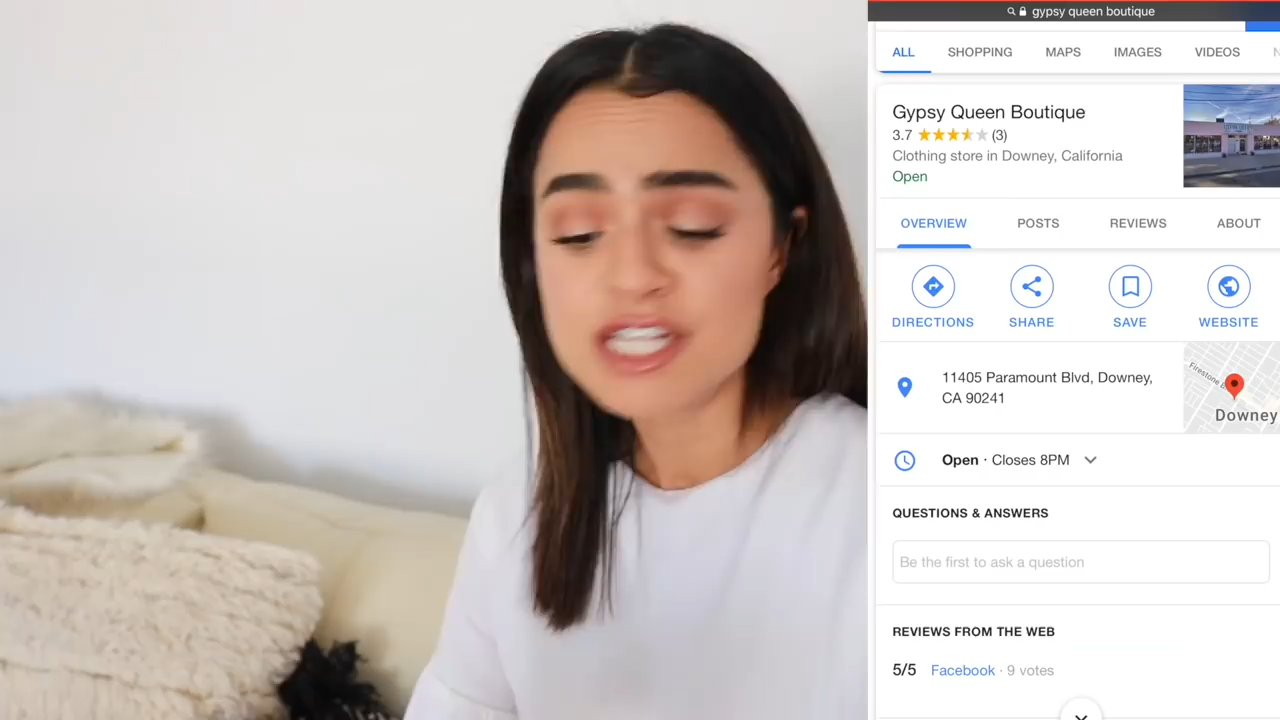 gypsy queen boutique
ALL SHOPPING MAPS IMAGES VIDEOS N
Gypsy Queen Boutique
3.7 (3)
Clothing store in Downey, California
Open
OVERVIEW POSTS REVIEWS ABOUT
DIRECTIONS SHARE SAVE WEBSITE
11405 Paramount Blvd, Downey,
CA 90241
Firestone
Downey
Open · Closes 8PM
QUESTIONS & ANSWERS
Be the first to ask a question
REVIEWS FROM THE WEB
5/5 Facebook · 9 votes